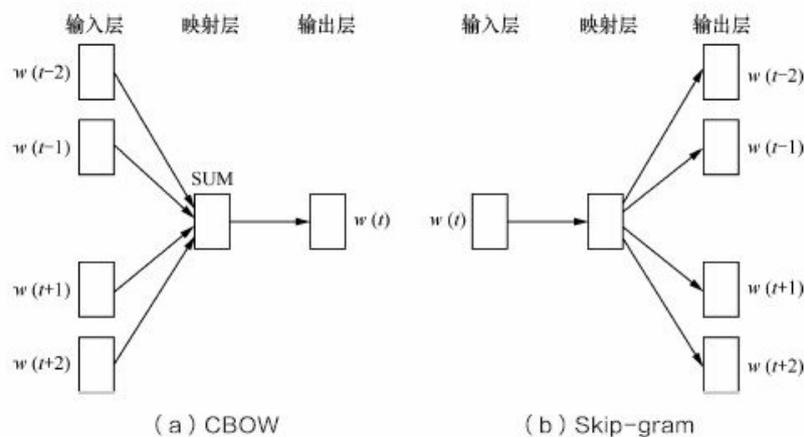 输入层 映射层 输出层 输入层 映射层 输出层
w (t−2) w (t−2)
w (t−1) w (t−1)
SUM
w (t) w (t)
w (t+1) w (t+1)
w (t+2) w (t+2)
(a) CBOW (b) Skip-gram